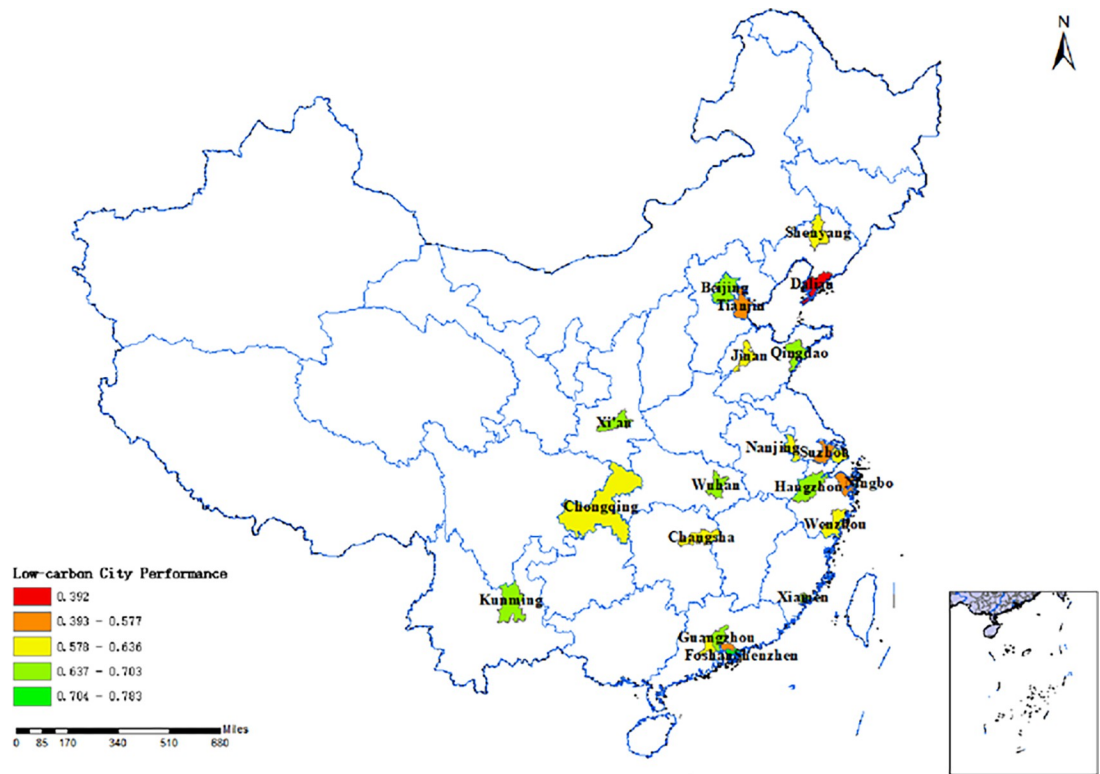 N
Shenyang
Beijing
Dalian
Tianjin
Jinan
Qingdao
Xi'an
Nanjing
Suzhou
Wuhan
Hangzhou
Ningbo
Chongqing
Wenzhou
Changsha
Kunming
Xiamen
Guangzhou
Foshan
Shenzhen
Low-carbon City Performance
0.392
0.393 - 0.577
0.578 - 0.636
0.637 - 0.703
0.704 - 0.783
Miles
0 85 170 340 510 680